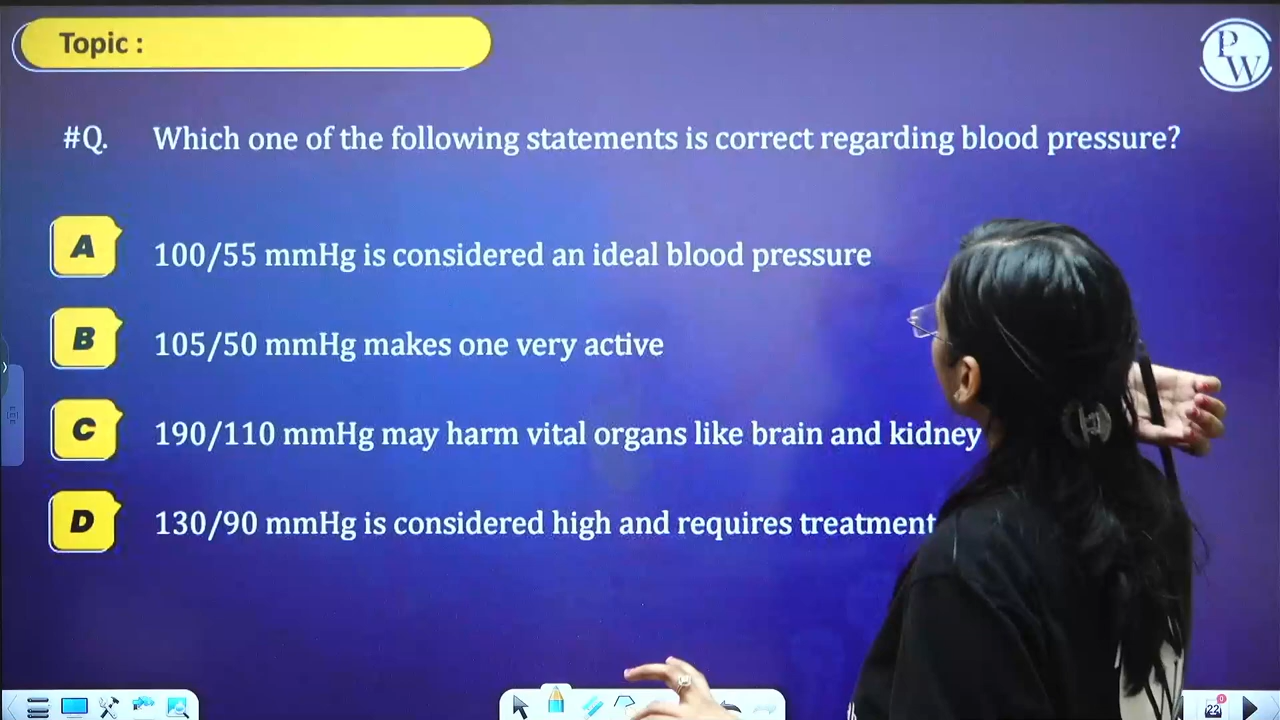 Topic :
PW
#Q. Which one of the following statements is correct regarding blood pressure?
A 100/55 mmHg is considered an ideal blood pressure
B 105/50 mmHg makes one very active
C 190/110 mmHg may harm vital organs like brain and kidney
D 130/90 mmHg is considered high and requires treatment
22